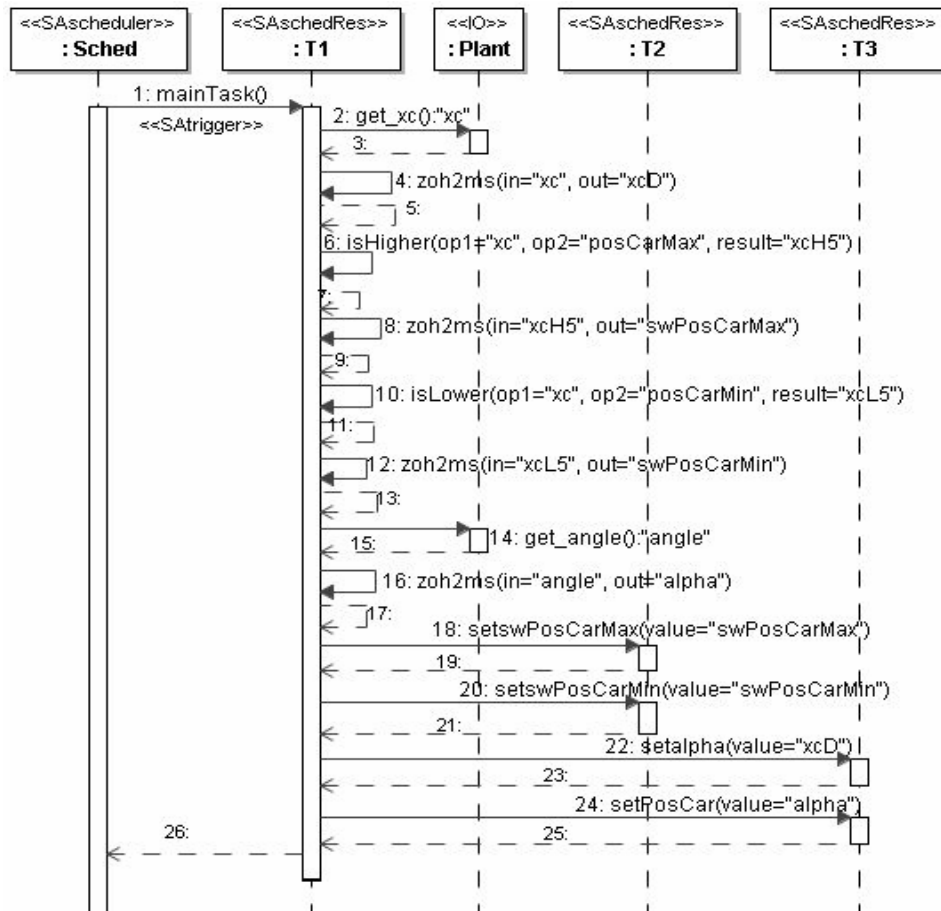 <<SAscheduler>>
: Sched
<<SAschedRes>>
: T1
<<IO>>
: Plant
<<SAschedRes>>
: T2
<<SAschedRes>>
: T3
1: mainTask()
<<SAtrigger>>
2: get_xc():"xc"
3:
4: zoh2ms(in="xc", out="xcD")
5:
6: isHigher(op1="xc", op2="posCarMax", result="xcH5")
7:
8: zoh2ms(in="xcH5", out="swPosCarMax")
9:
10: isLower(op1="xc", op2="posCarMin", result="xcL5")
11:
12: zoh2ms(in="xcL5", out="swPosCarMin")
13:
14: get_angle():"angle"
15:
16: zoh2ms(in="angle", out="alpha")
17:
18: setswPosCarMax(value="swPosCarMax")
19:
20: setswPosCarMin(value="swPosCarMin")
21:
22: setalpha(value="xcD")
23:
24: setPosCar(value="alpha")
25:
26: